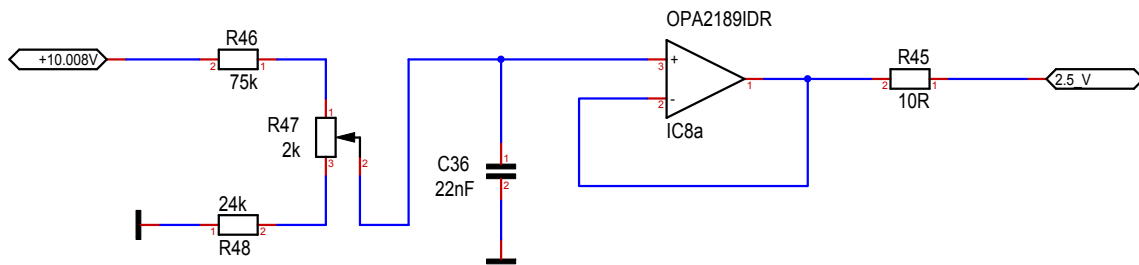 OPA2189IDR
+10.008V
2
R46
1
75k
3
+
1
2
-
IC8a
2
R45
1
10R
2.5_V
1
R47
2k
3
2
C36
22nF
1
2
24k
1
2
R48